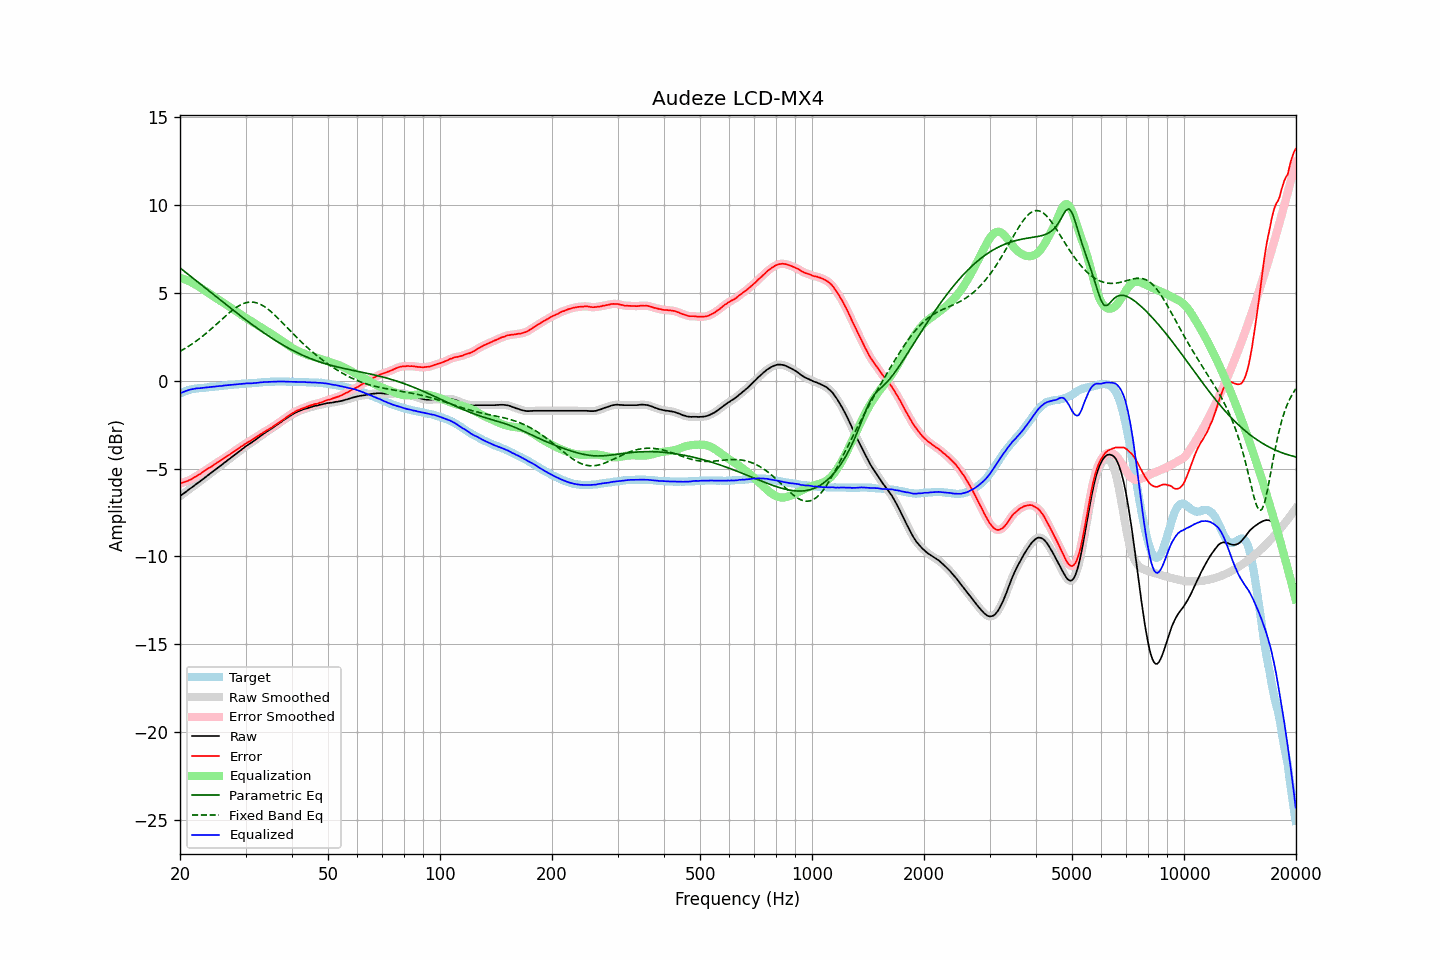 Audeze LCD-MX4
Amplitude (dBr)
15
10
5
0
−5
−10
−15
−20
−25
Target
Raw Smoothed
Error Smoothed
Raw
Error
Equalization
Parametric Eq
Fixed Band Eq
Equalized
20 50 100 200 500 1000 2000 5000 10000 20000
Frequency (Hz)